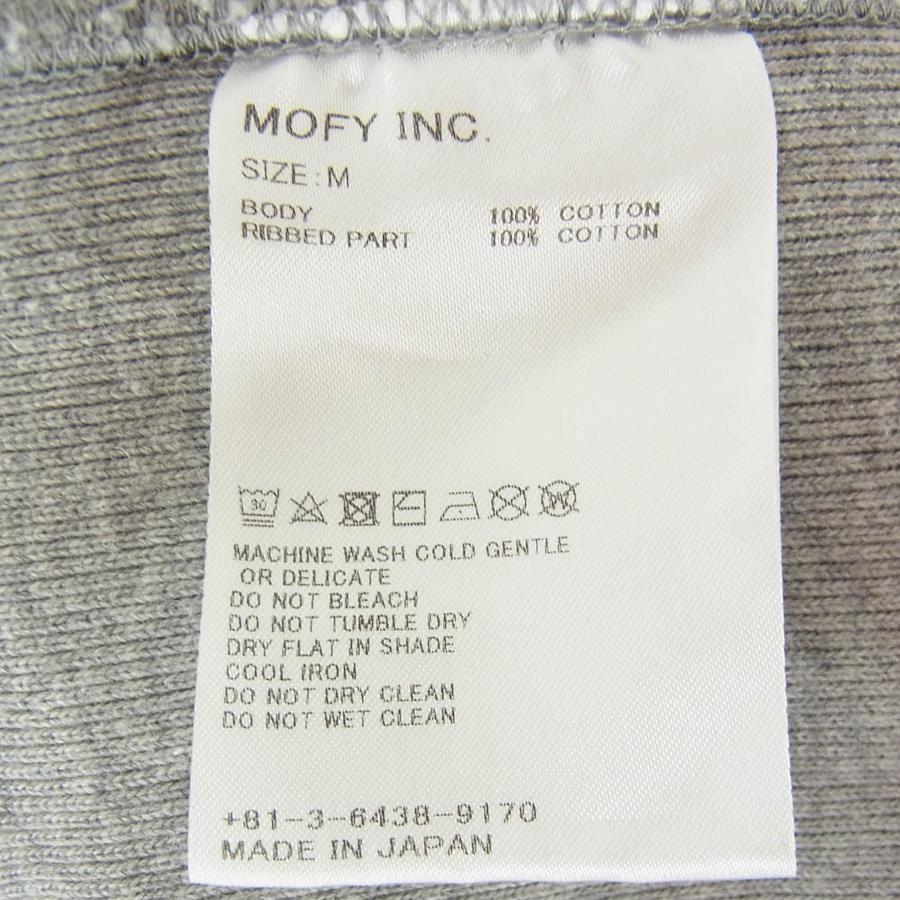 MOFY INC.
SIZE:M
BODY 100% COTTON
RIBBED PART 100% COTTON
30 W
MACHINE WASH COLD GENTLE
OR DELICATE
DO NOT BLEACH
DO NOT TUMBLE DRY
DRY FLAT IN SHADE
COOL IRON
DO NOT DRY CLEAN
DO NOT WET CLEAN
+81-3-6438-9170
MADE IN JAPAN